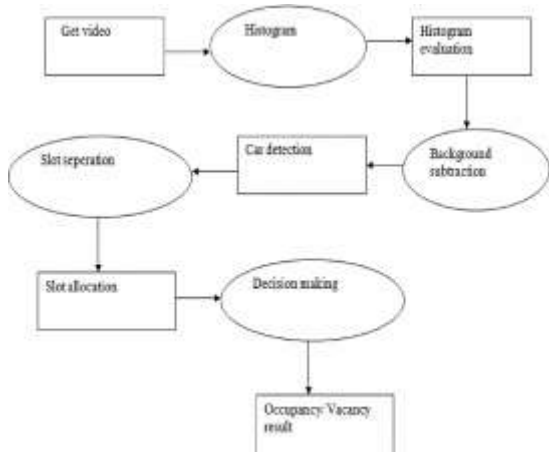 Get video
Histogram
Histogram
evaluation
Background
subtraction
Car detection
Slot seperation
Slot allocation
Decision making
Occupancy/Vacancy
result